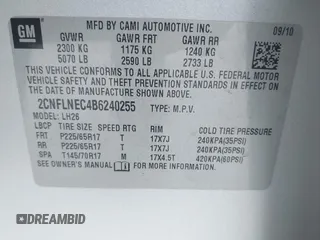 GM
MFD BY CAMI AUTOMOTIVE INC.
09/10
GVWR GAWR FRT GAWR RR
2300 KG 1175 KG 1240 KG
5070 LB 2590 LB 2733 LB
THIS VEHICLE CONFORMS TO ALL APPLICABLE U.S. FEDERAL
MOTOR VEHICLE SAFETY, BUMPER, AND
THEFT PREVENTION STANDARDS IN EFFECT ON THE
DATE OF MANUFACTURE SHOWN ABOVE.
2CNFLNEC4B6240255 TYPE: M.P.V.
MODEL: LH26
LBCP TIRE SIZE SPEED RTG RIM COLD TIRE PRESSURE
FRT P225/65R17 T 17X7J 240KPA(35PSI)
RR P225/65R17 T 17X7J 240KPA(35PSI)
SPA T145/70R17 M 17X4.5T 420KPA(60PSI)
SEE OWNER'S MANUAL FOR MORE INFORMATION.
OTOBIDMASTER